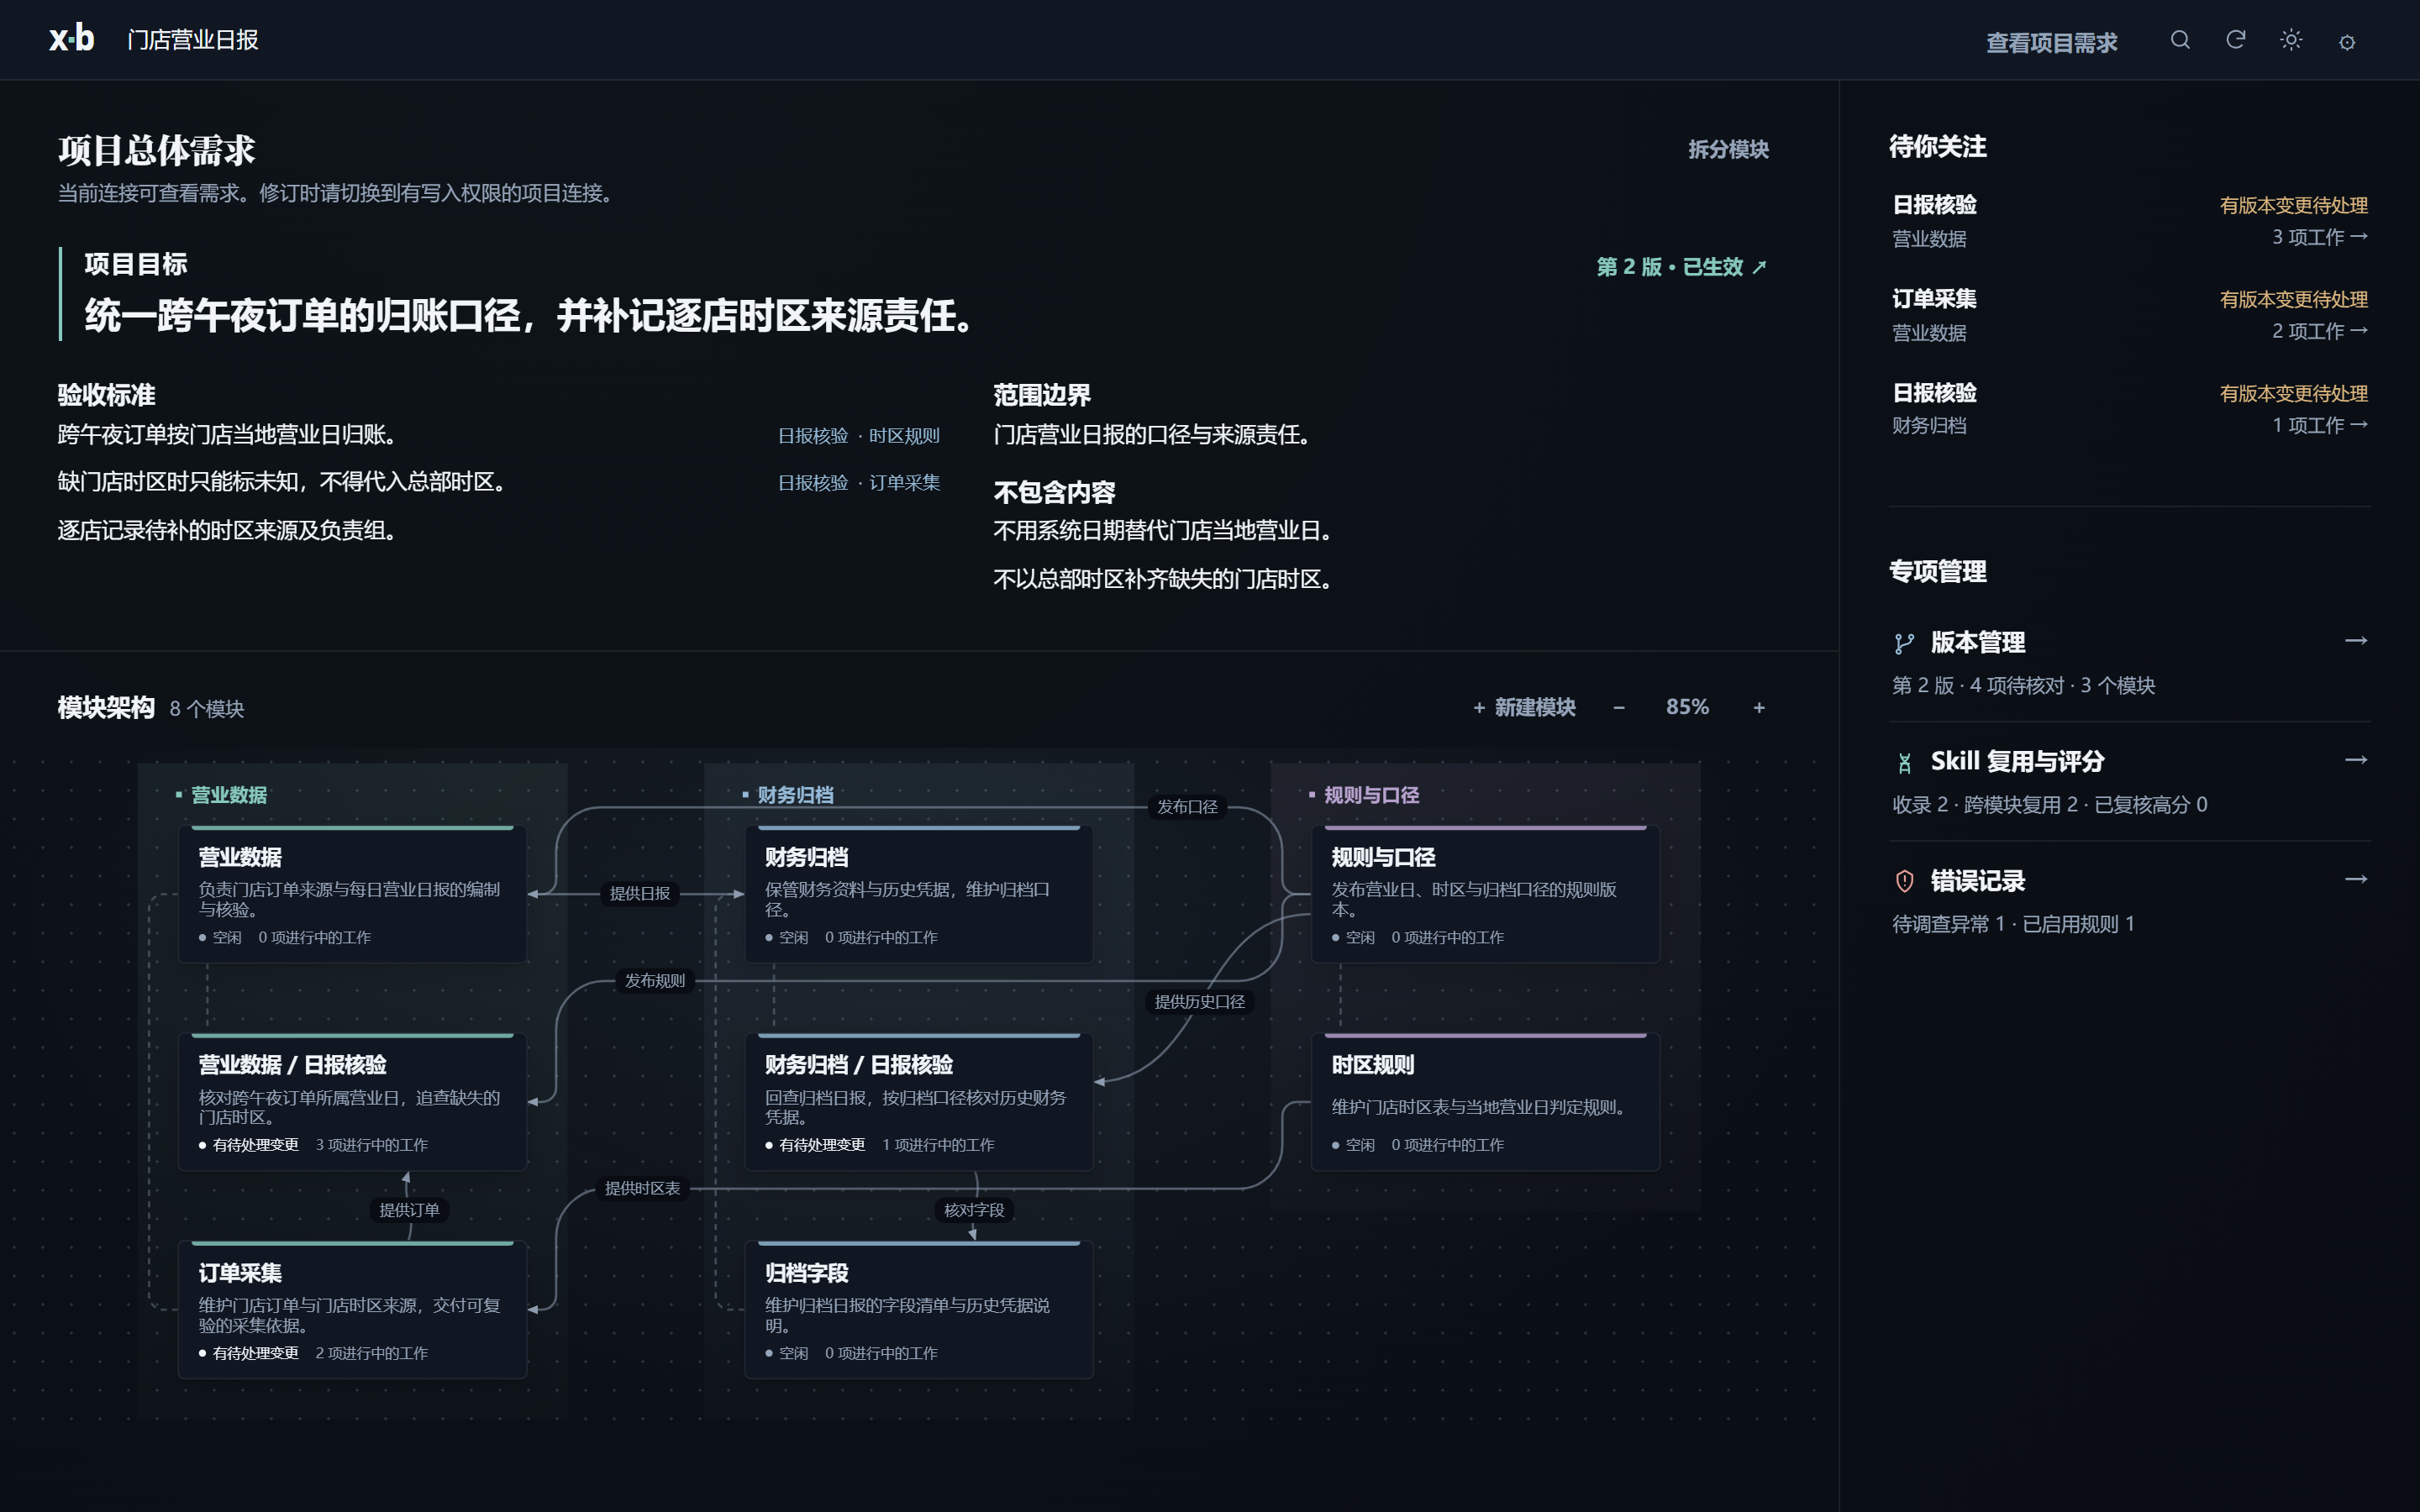 x·b 门店营业日报
查看项目需求
项目总体需求
拆分模块
当前连接可查看需求。修订时请切换到有写入权限的项目连接。
项目目标
第 2 版 • 已生效 ↗
统一跨午夜订单的归账口径，并补记逐店时区来源责任。
验收标准
跨午夜订单按门店当地营业日归账。
日报核验 · 时区规则
缺门店时区时只能标未知，不得代入总部时区。
日报核验 · 订单采集
逐店记录待补的时区来源及负责组。
范围边界
门店营业日报的口径与来源责任。
不包含内容
不用系统日期替代门店当地营业日。
不以总部时区补齐缺失的门店时区。
模块架构 8 个模块
+ 新建模块 − 85% +
营业数据
财务归档
规则与口径
发布口径
营业数据
负责门店订单来源与每日营业日报的编制
与核验。
空闲 0 项进行中的工作
提供日报
财务归档
保管财务资料与历史凭据，维护归档口
径。
空闲 0 项进行中的工作
规则与口径
发布营业日、时区与归档口径的规则版
本。
空闲 0 项进行中的工作
发布规则
提供历史口径
营业数据 / 日报核验
核对跨午夜订单所属营业日，追查缺失的
门店时区。
有待处理变更 3 项进行中的工作
财务归档 / 日报核验
回查归档日报，按归档口径核对历史财务
凭据。
有待处理变更 1 项进行中的工作
时区规则
维护门店时区表与当地营业日判定规则。
空闲 0 项进行中的工作
提供时区表
提供订单
核对字段
订单采集
维护门店订单与门店时区来源，交付可复
验的采集依据。
有待处理变更 2 项进行中的工作
归档字段
维护归档日报的字段清单与历史凭据说
明。
空闲 0 项进行中的工作
待你关注
日报核验 有版本变更待处理
营业数据 3 项工作 →
订单采集 有版本变更待处理
营业数据 2 项工作 →
日报核验 有版本变更待处理
财务归档 1 项工作 →
专项管理
版本管理 →
第 2 版 · 4 项待核对 · 3 个模块
Skill 复用与评分 →
收录 2 · 跨模块复用 2 · 已复核高分 0
错误记录 →
待调查异常 1 · 已启用规则 1